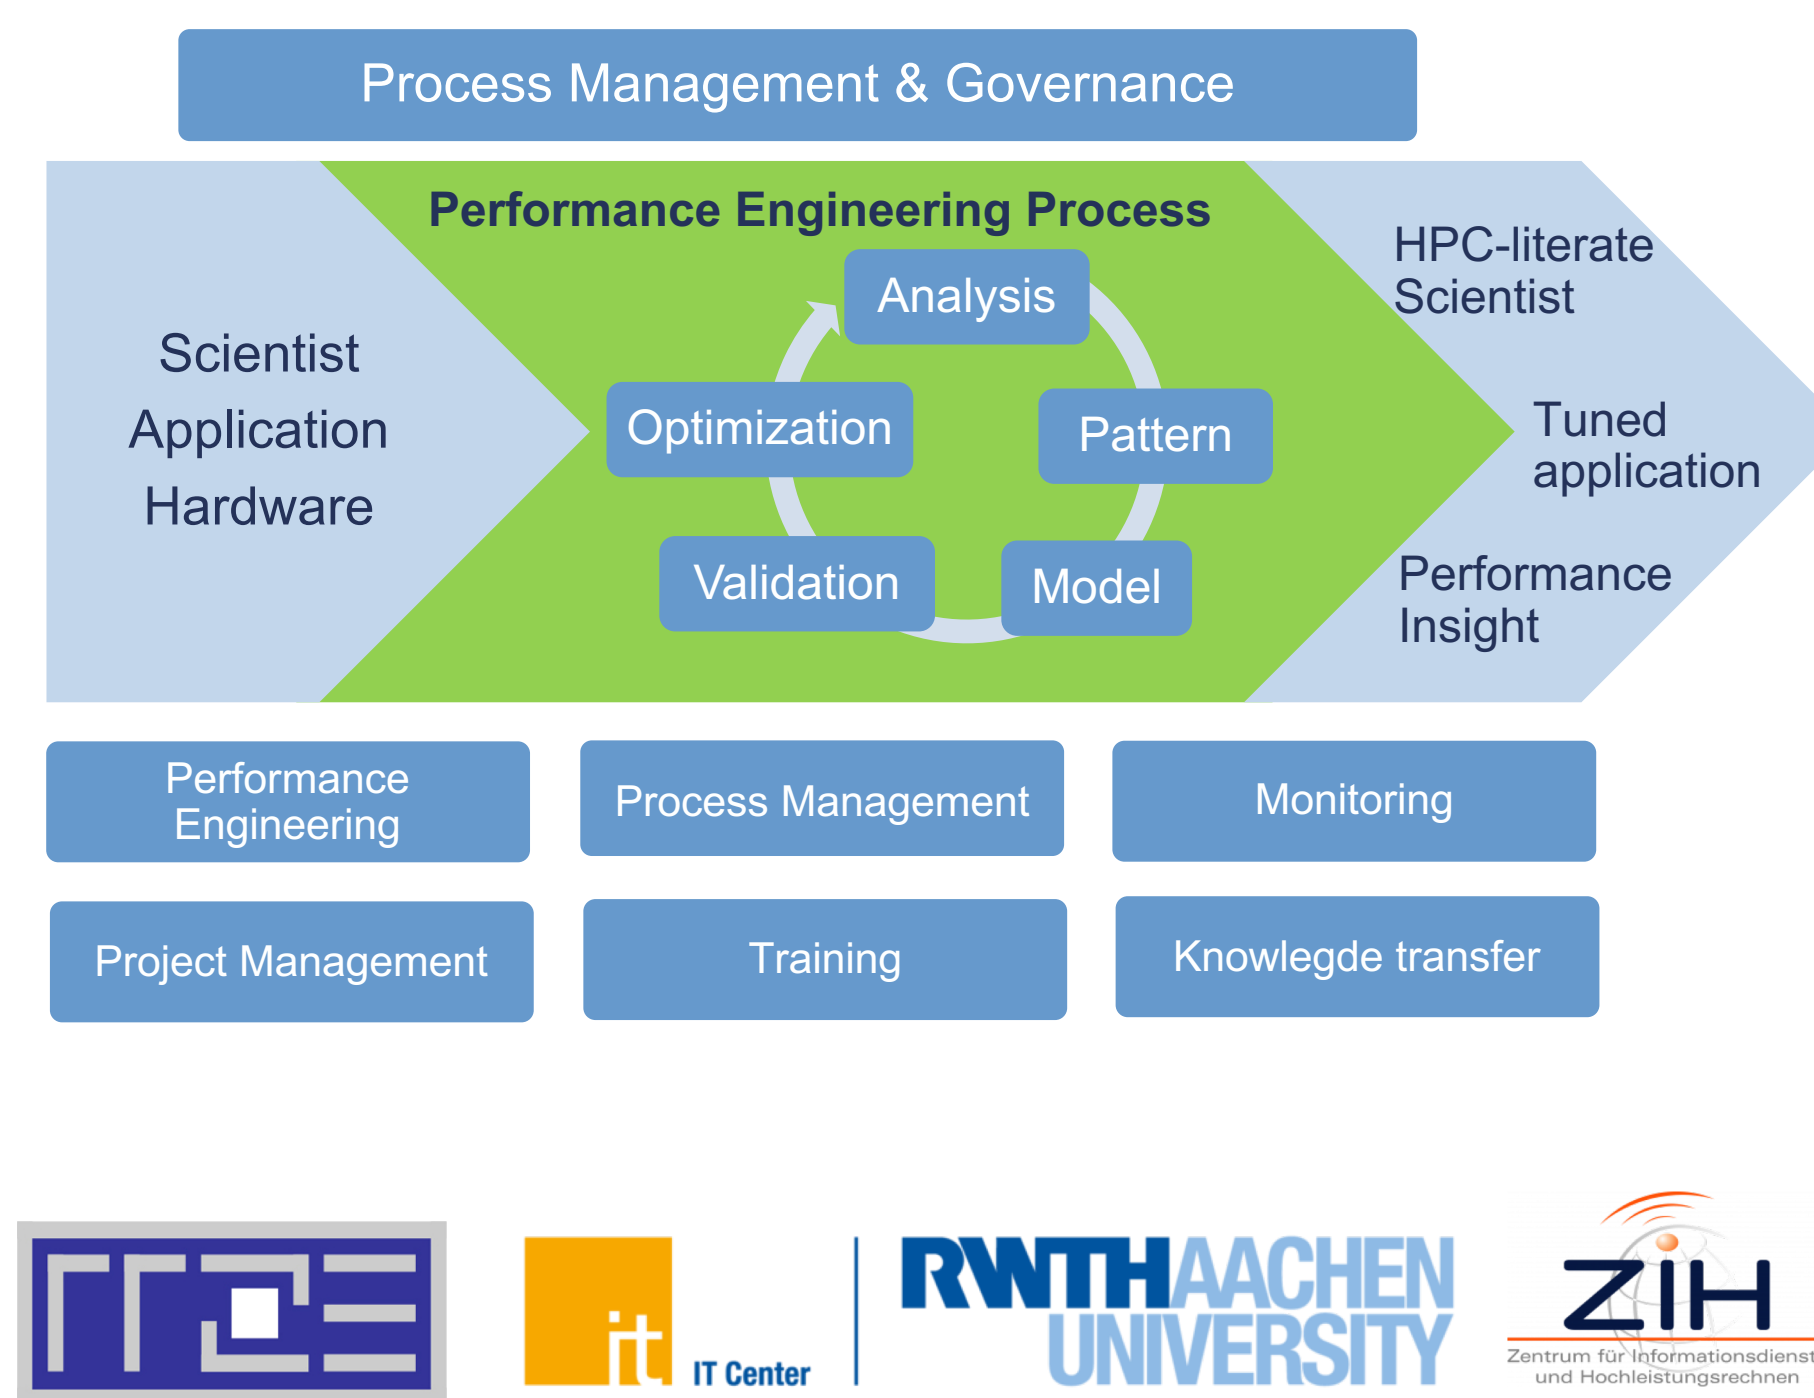 Process Management & Governance
Performance Engineering Process
Scientist
Application
Hardware
Analysis
Pattern
Model
Validation
Optimization
HPC-literate
Scientist
Tuned
application
Performance
Insight
Performance
Engineering
Process Management
Monitoring
Project Management
Training
Knowlegde transfer
rrze
it
IT Center
RWTHAACHEN
UNIVERSITY
ZIH
Zentrum für Informationsdienst
und Hochleistungsrechnen